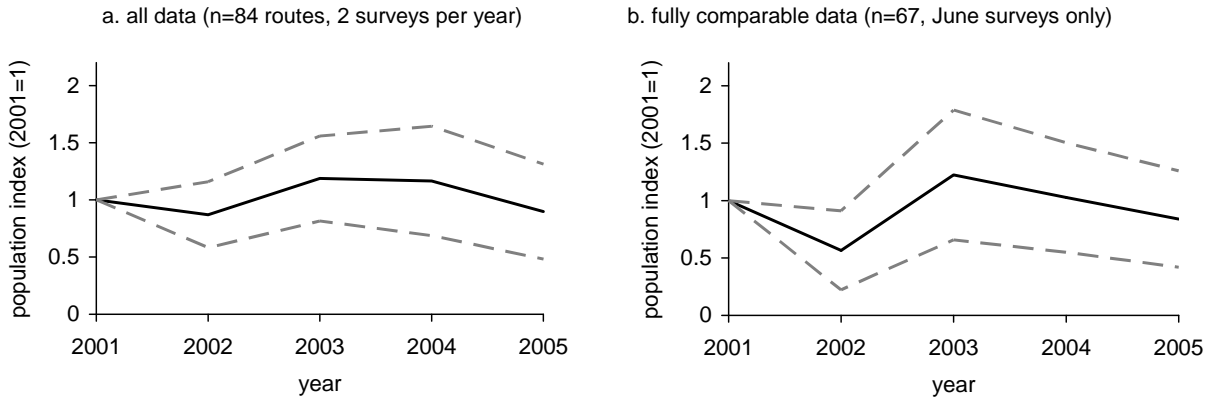 a. all data (n=84 routes, 2 surveys per year)
population index (2001=1)
2
1.5
1
0.5
0
2001 2002 2003 2004 2005
year
b. fully comparable data (n=67, June surveys only)
population index (2001=1)
2
1.5
1
0.5
0
2001 2002 2003 2004 2005
year